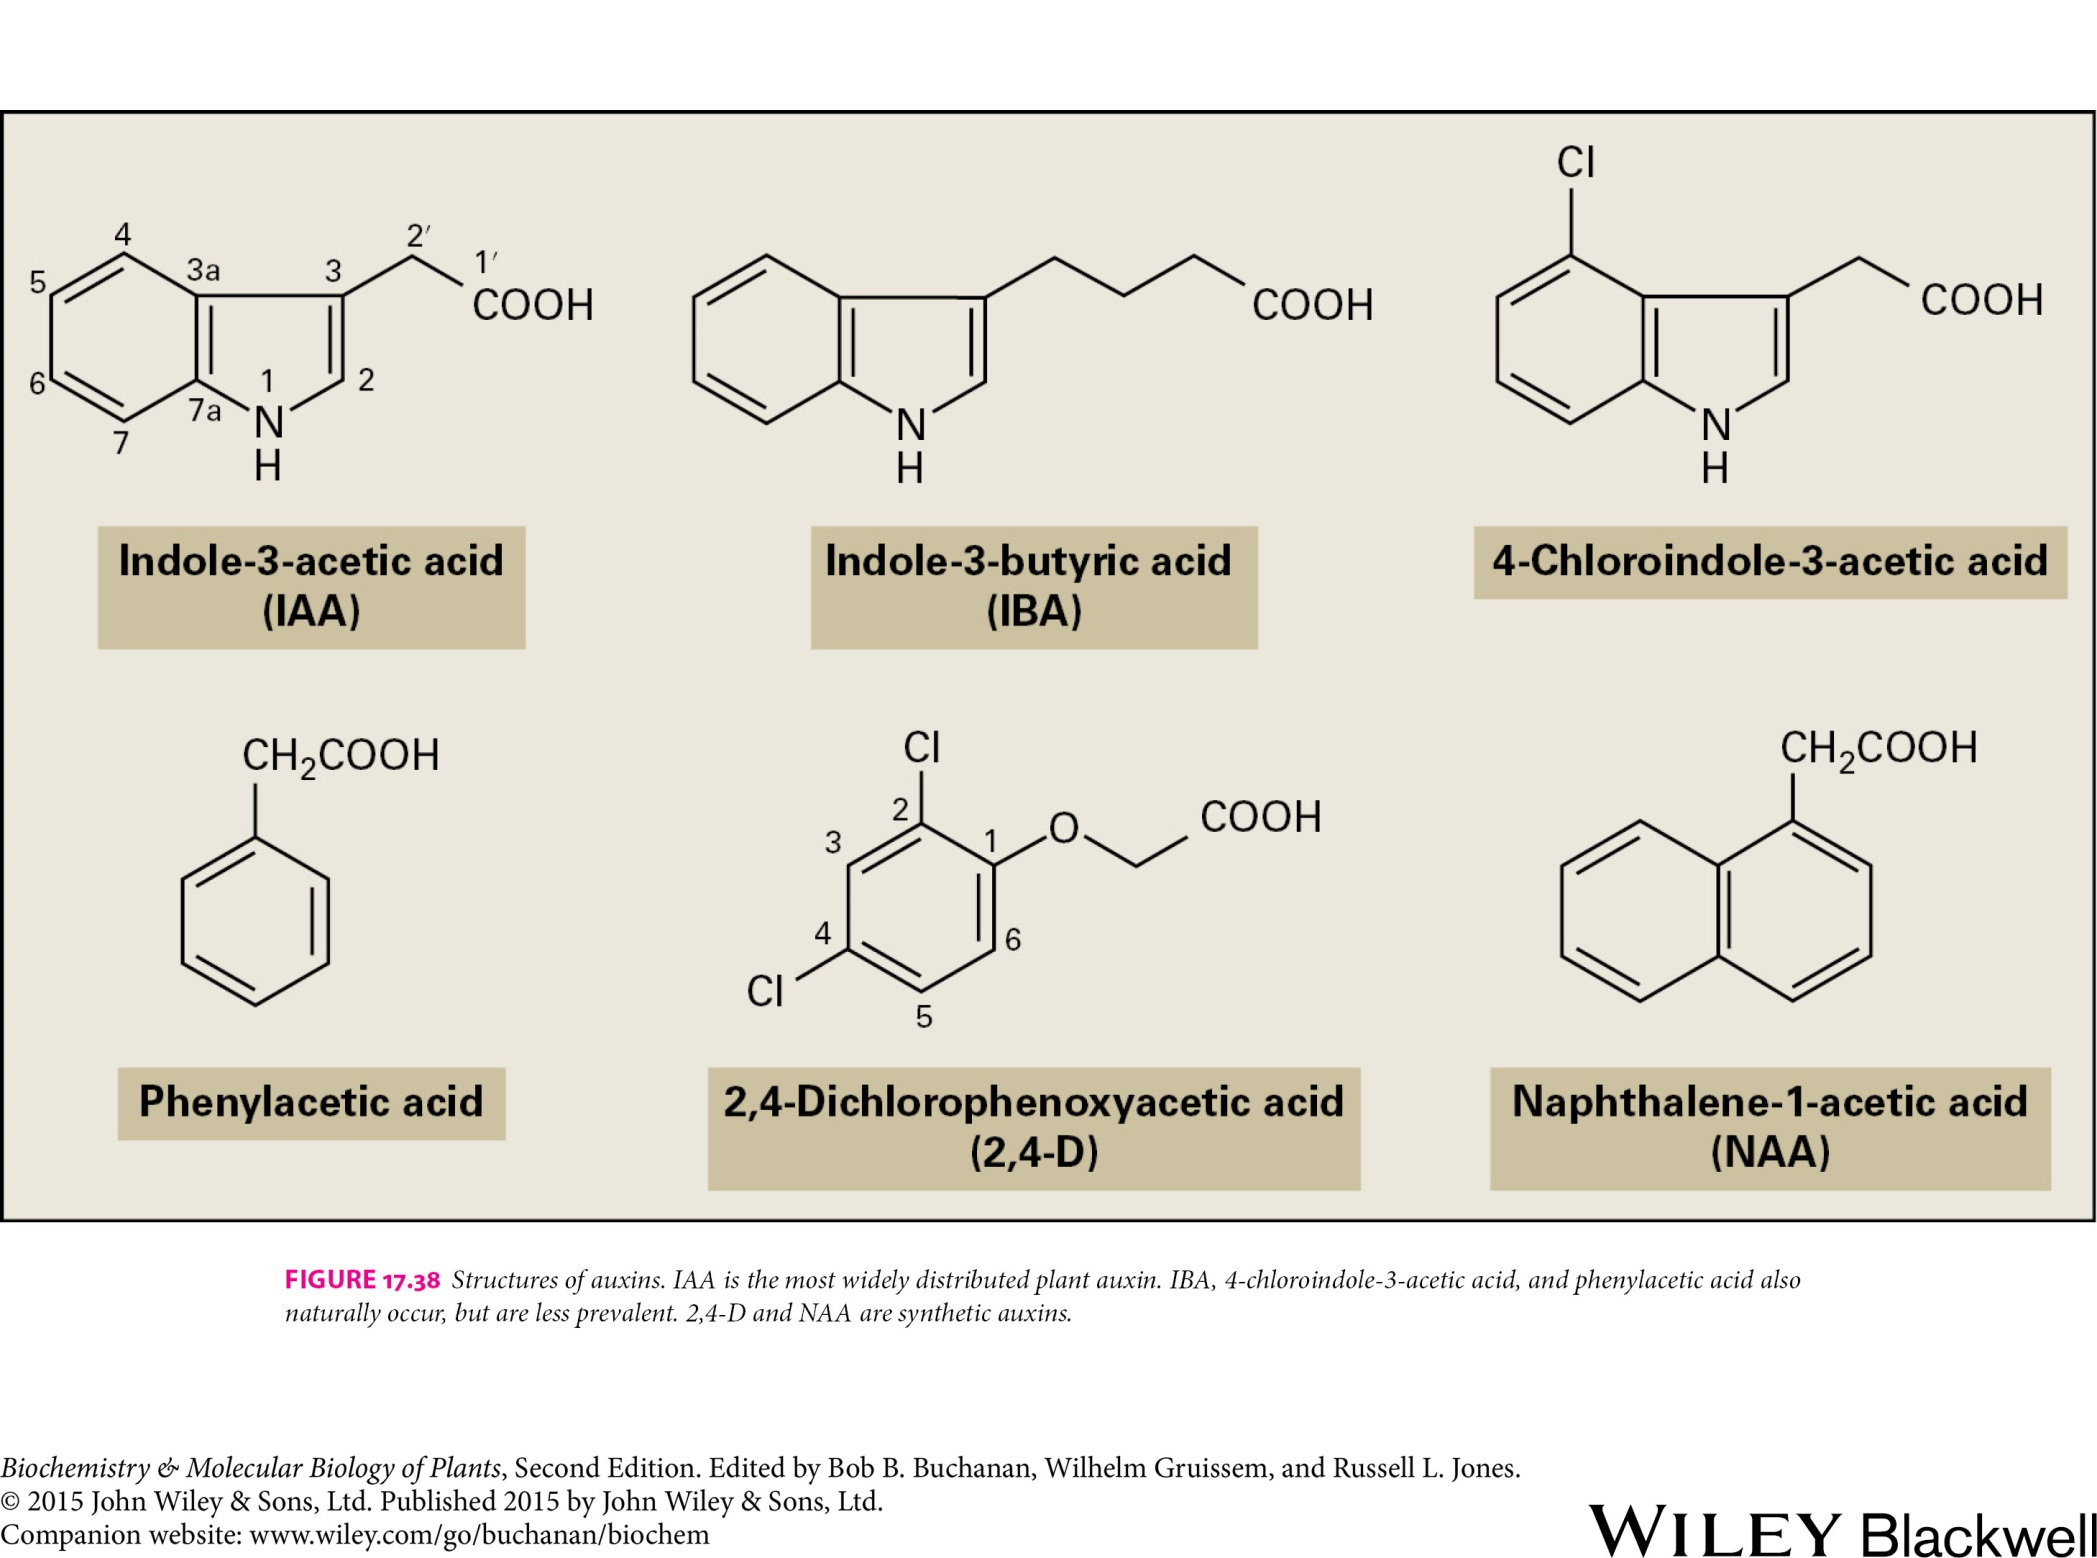 4
5
3a
3
2′
1′
COOH
6
7
7a
1
N
H
2
COOH
N
H
Cl
COOH
N
H
Indole-3-acetic acid
(IAA)
Indole-3-butyric acid
(IBA)
4-Chloroindole-3-acetic acid
CH₂COOH
Cl
2
3
1
O
COOH
4
6
Cl
5
CH₂COOH
Phenylacetic acid
2,4-Dichlorophenoxyacetic acid
(2,4-D)
Naphthalene-1-acetic acid
(NAA)
FIGURE 17.38 Structures of auxins. IAA is the most widely distributed plant auxin. IBA, 4-chloroindole-3-acetic acid, and phenylacetic acid also
naturally occur, but are less prevalent. 2,4-D and NAA are synthetic auxins.
Biochemistry & Molecular Biology of Plants, Second Edition. Edited by Bob B. Buchanan, Wilhelm Gruissem, and Russell L. Jones.
© 2015 John Wiley & Sons, Ltd. Published 2015 by John Wiley & Sons, Ltd.
Companion website: www.wiley.com/go/buchanan/biochem
WILEY Blackwell